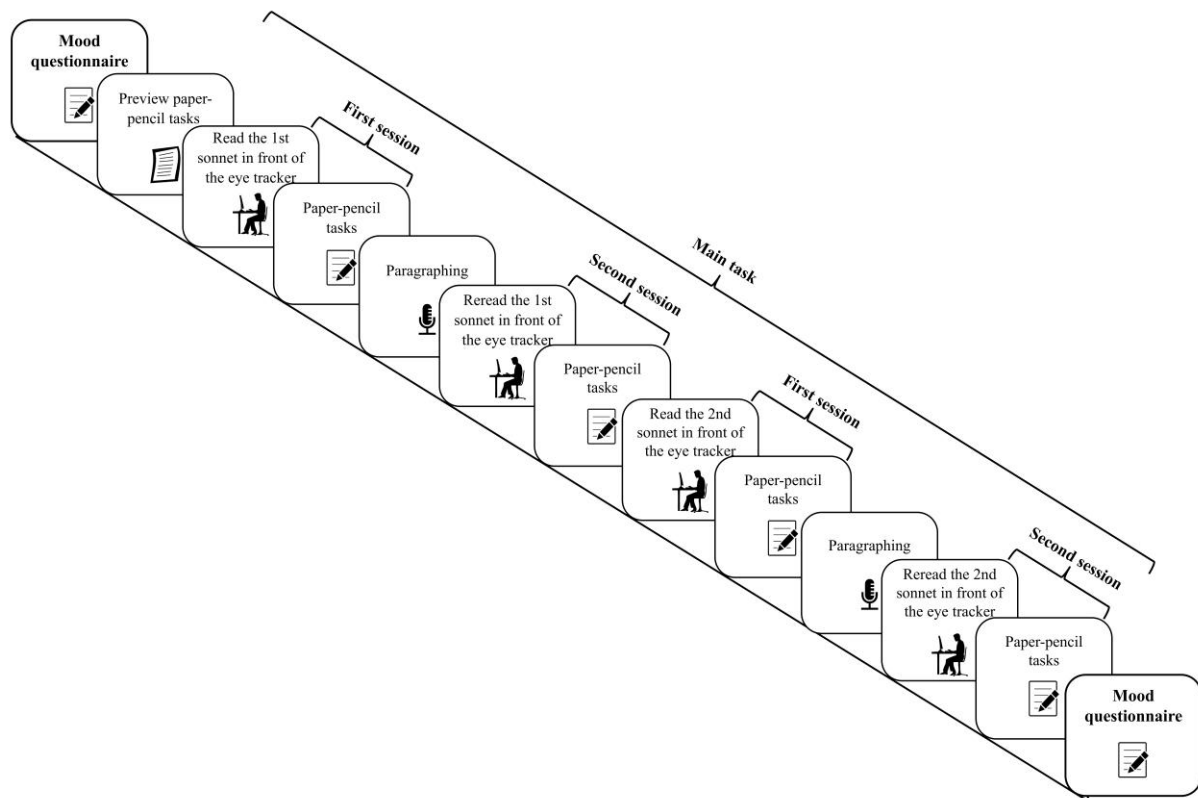 Mood
questionnaire
Preview paper-
pencil tasks
First session
Read the 1st
sonnet in front of
the eye tracker
Paper-pencil
tasks
Main task
Paragraphing
Second session
Reread the 1st
sonnet in front of
the eye tracker
Paper-pencil
tasks
First session
Read the 2nd
sonnet in front of
the eye tracker
Paper-pencil
tasks
Paragraphing
Second session
Reread the 2nd
sonnet in front of
the eye tracker
Paper-pencil
tasks
Mood
questionnaire